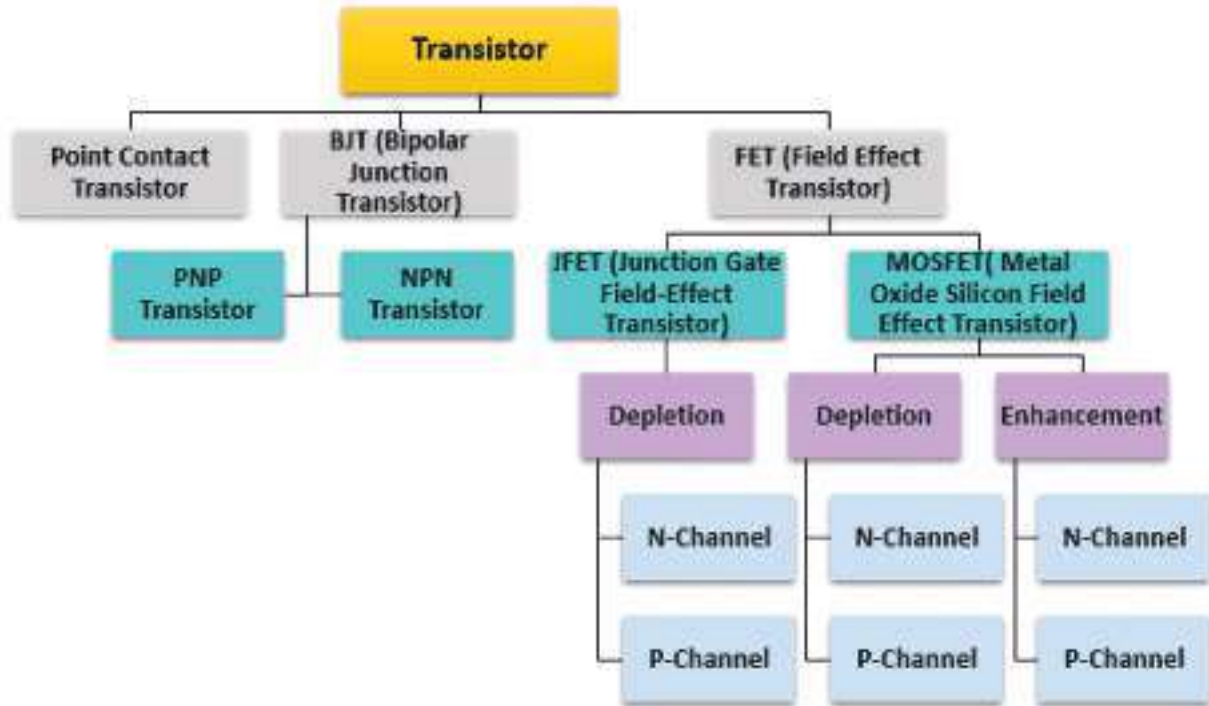 Transistor
Point Contact
Transistor
BJT (Bipolar
Junction
Transistor)
FET (Field Effect
Transistor)
PNP
Transistor
NPN
Transistor
JFET (Junction Gate
Field-Effect
Transistor)
MOSFET( Metal
Oxide Silicon Field
Effect Transistor)
Depletion
Depletion
Enhancement
N-Channel
N-Channel
N-Channel
P-Channel
P-Channel
P-Channel